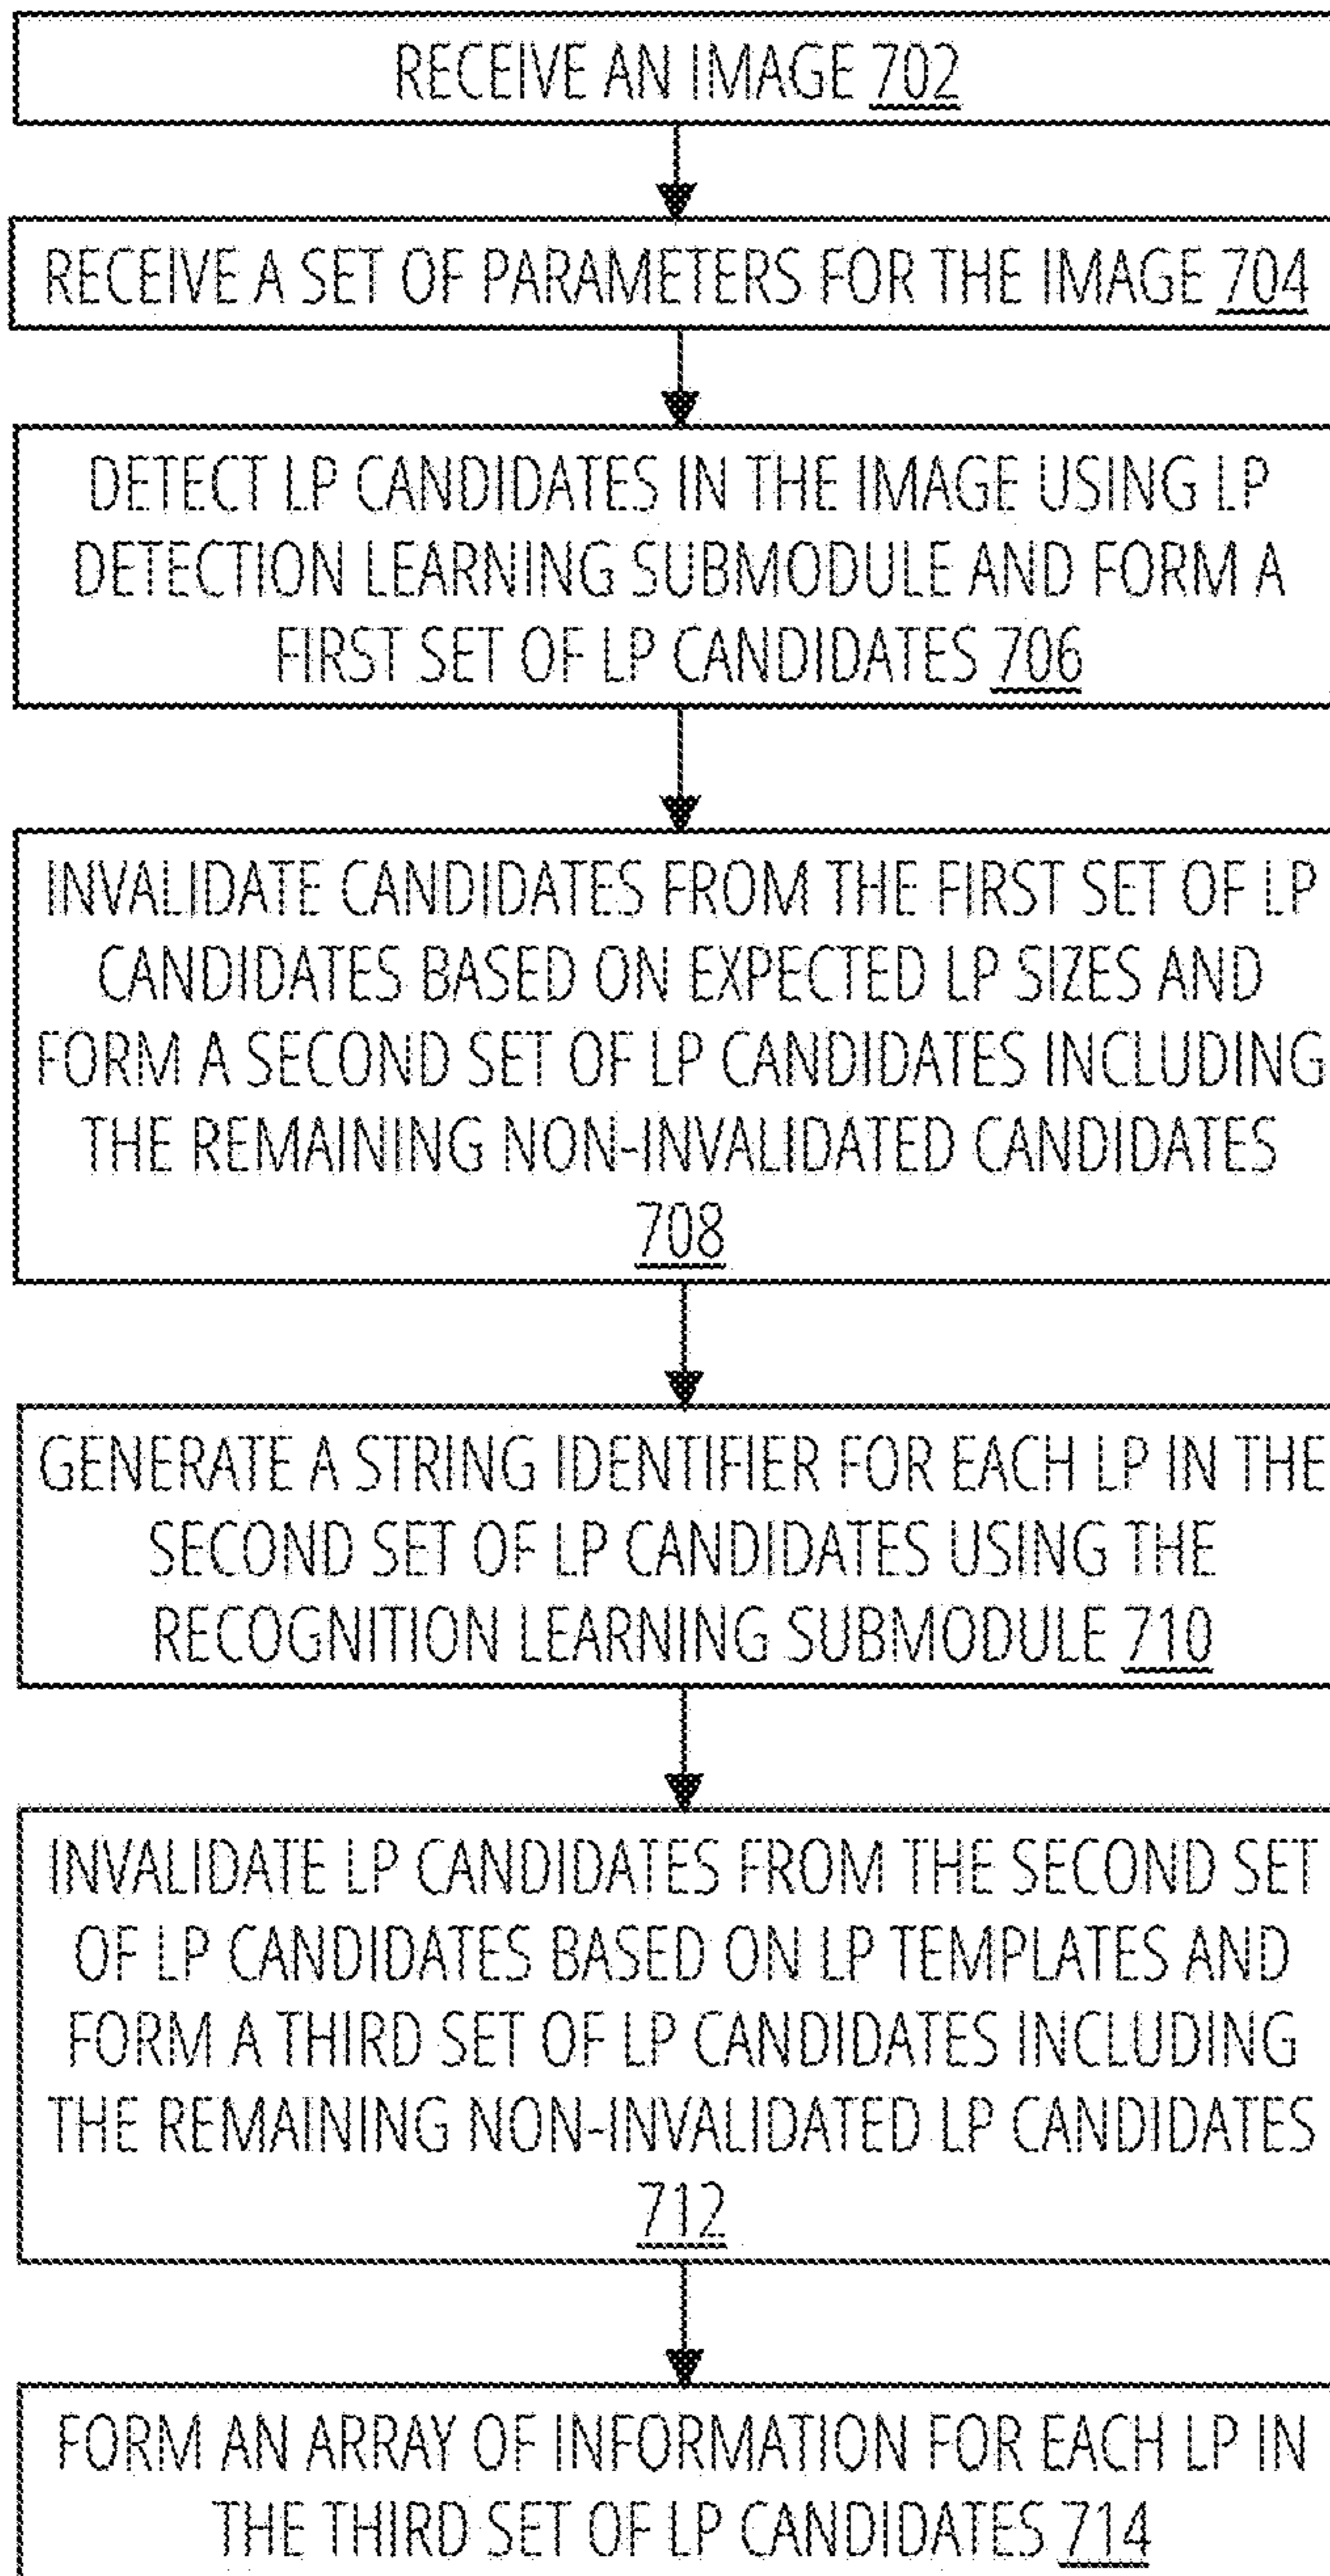 RECEIVE AN IMAGE 702
RECEIVE A SET OF PARAMETERS FOR THE IMAGE 704
DETECT LP CANDIDATES IN THE IMAGE USING LP
DETECTION LEARNING SUBMODULE AND FORM A
FIRST SET OF LP CANDIDATES 706
INVALIDATE CANDIDATES FROM THE FIRST SET OF LP
CANDIDATES BASED ON EXPECTED LP SIZES AND
FORM A SECOND SET OF LP CANDIDATES INCLUDING
THE REMAINING NON-INVALIDATED CANDIDATES
708
GENERATE A STRING IDENTIFIER FOR EACH LP IN THE
SECOND SET OF LP CANDIDATES USING THE
RECOGNITION LEARNING SUBMODULE 710
INVALIDATE LP CANDIDATES FROM THE SECOND SET
OF LP CANDIDATES BASED ON LP TEMPLATES AND
FORM A THIRD SET OF LP CANDIDATES INCLUDING
THE REMAINING NON-INVALIDATED LP CANDIDATES
712
FORM AN ARRAY OF INFORMATION FOR EACH LP IN
THE THIRD SET OF LP CANDIDATES 714